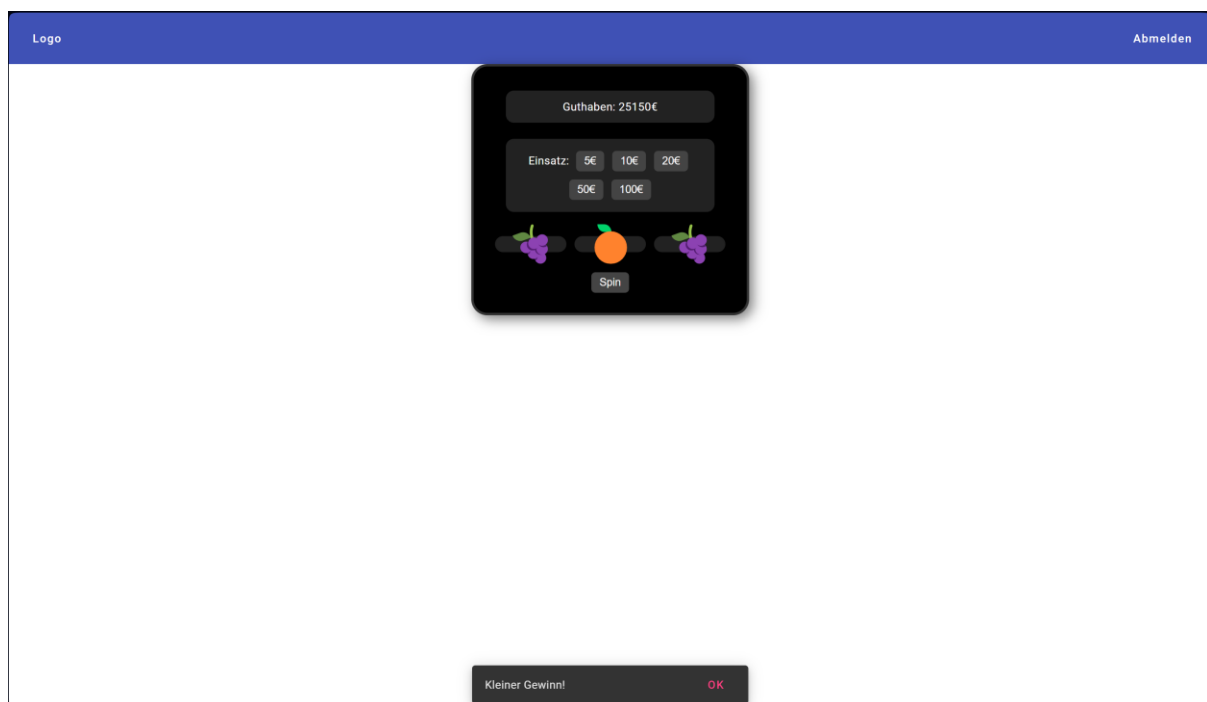 Logo Abmelden
Guthaben: 25150€
Einsatz: 5€ 10€ 20€
50€ 100€
Spin
Kleiner Gewinn! OK